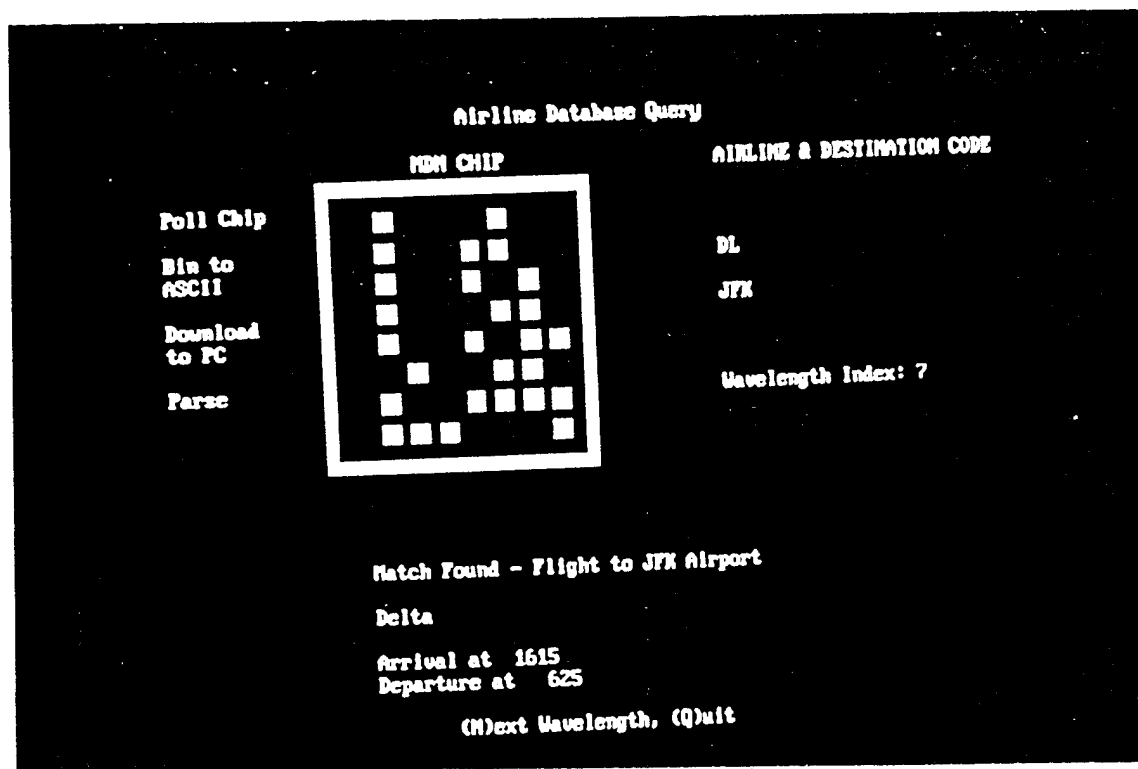 Airline Database Query
MDM CHIP
AIRLINE & DESTINATION CODE
Poll Chip
Bin to
ASCII
Download
to PC
Parse
DL
JFK
Wavelength Index: 7
Match Found - Flight to JFK Airport
Delta
Arrival at 1615
Departure at 625
(N)ext Wavelength, (Q)uit